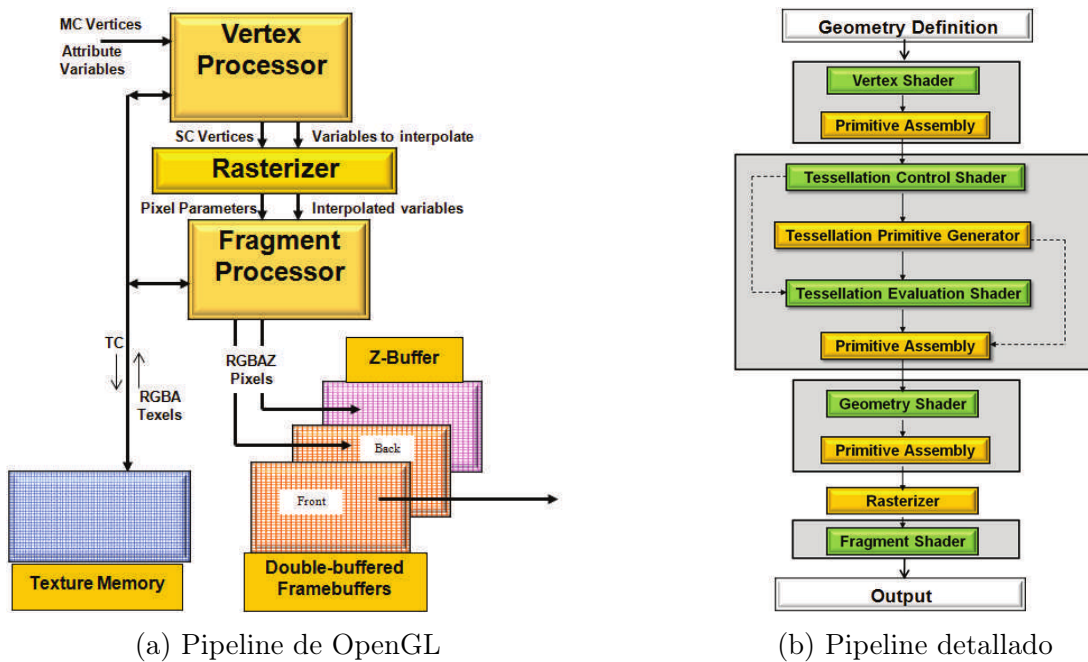 MC Vertices
Attribute
Variables
Vertex
Processor
SC Vertices
Variables to interpolate
Rasterizer
Pixel Parameters
Interpolated variables
Fragment
Processor
TC
RGBA
Texels
RGBAZ
Pixels
Z-Buffer
Back
Front
Texture Memory
Double-buffered
Framebuffers
(a) Pipeline de OpenGL
Geometry Definition
Vertex Shader
Primitive Assembly
Tessellation Control Shader
Tessellation Primitive Generator
Tessellation Evaluation Shader
Primitive Assembly
Geometry Shader
Primitive Assembly
Rasterizer
Fragment Shader
Output
(b) Pipeline detallado